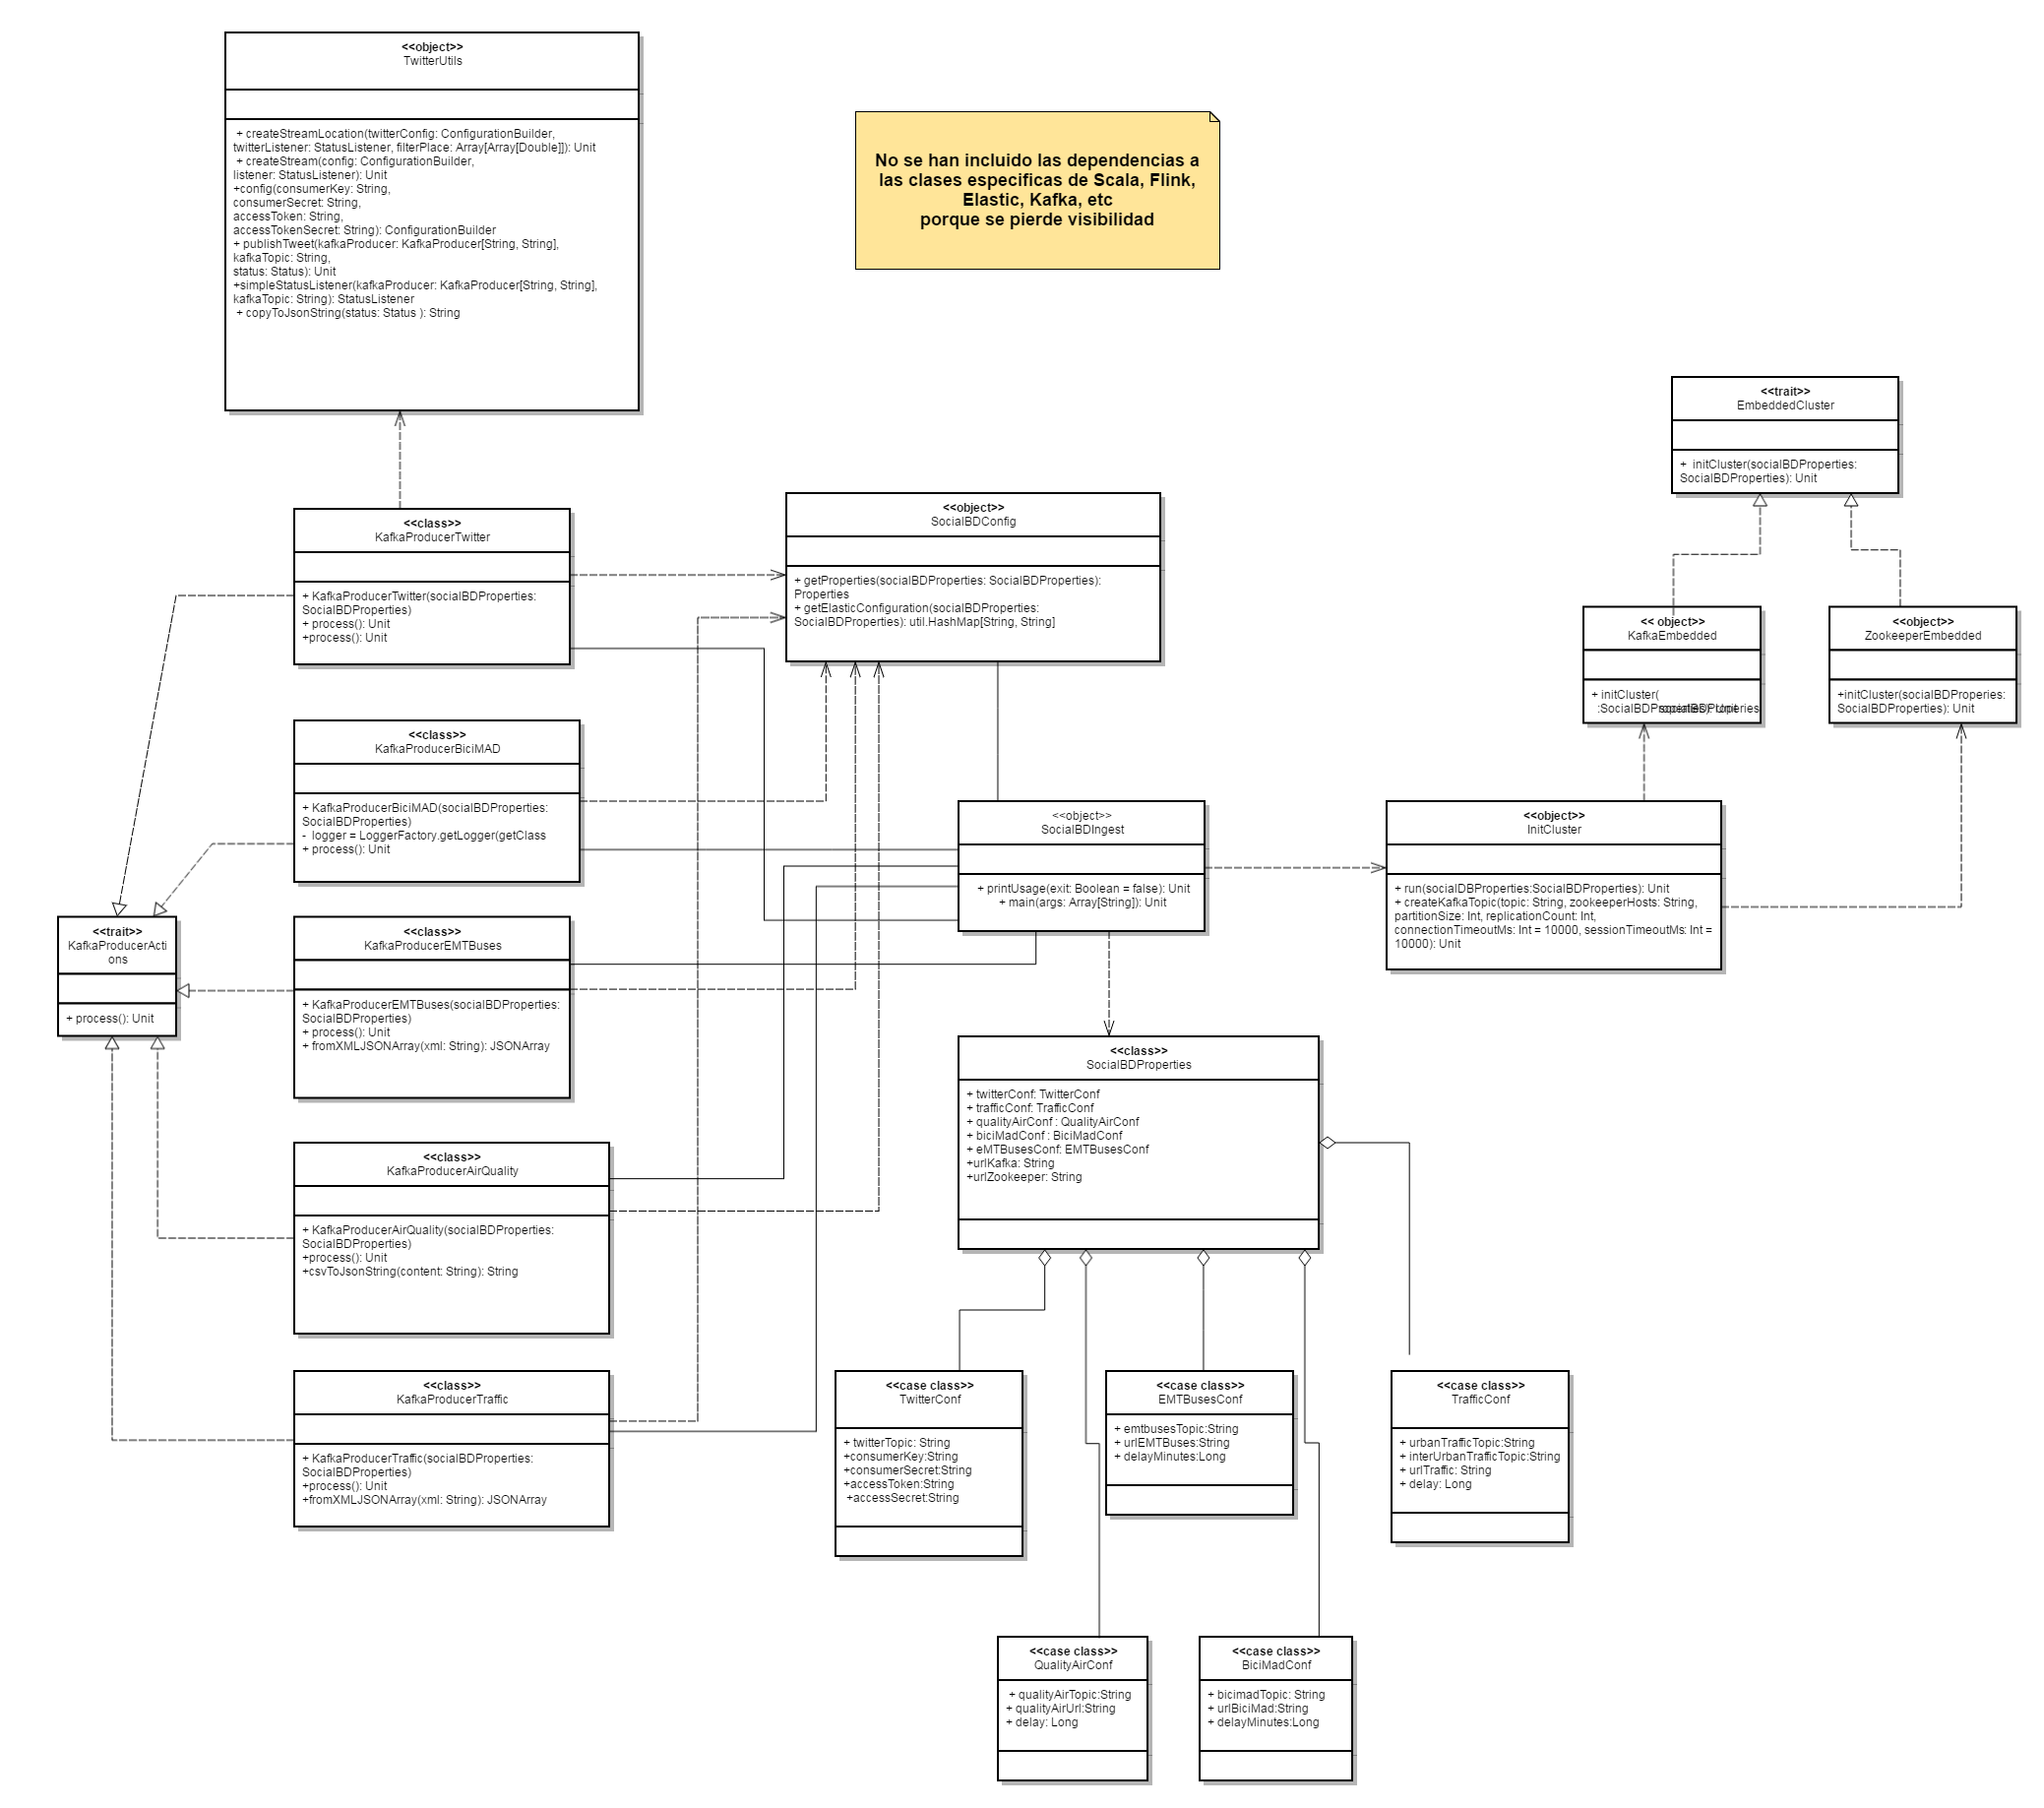 <<object>>
TwitterUtils
+ createStreamLocation(twitterConfig: ConfigurationBuilder,
twitterListener: StatusListener, filterPlace: Array[Array[Double]]): Unit
+ createStream(config: ConfigurationBuilder,
listener: StatusListener): Unit
+config(consumerKey: String,
consumerSecret: String,
accessToken: String,
accessTokenSecret: String): ConfigurationBuilder
+ publishTweet(kafkaProducer: KafkaProducer[String, String],
kafkaTopic: String,
status: Status): Unit
+simpleStatusListener(kafkaProducer: KafkaProducer[String, String],
kafkaTopic: String): StatusListener
+ copyToJsonString(status: Status ): String
No se han incluido las dependencias a
las clases especificas de Scala, Flink,
Elastic, Kafka, etc
porque se pierde visibilidad
<<trait>>
EmbeddedCluster
+ initCluster(socialBDProperties:
SocialBDProperties): Unit
<<class>>
KafkaProducerTwitter
+ KafkaProducerTwitter(socialBDProperties:
SocialBDProperties)
+ process(): Unit
+process(): Unit
<<object>>
SocialBDConfig
+ getProperties(socialBDProperties: SocialBDProperties):
Properties
+ getElasticConfiguration(socialBDProperties:
SocialBDProperties): util.HashMap[String, String]
<< object>>
KafkaEmbedded
+ initCluster(
<<object>>
ZookeeperEmbedded
+initCluster(socialBDProperies:
SocialBDProperties): Unit
<<class>>
KafkaProducerBiciMAD
+ KafkaProducerBiciMAD(socialBDProperties:
SocialBDProperties)
- logger = LoggerFactory.getLogger(getClass
+ process(): Unit
<<object>>
SocialBDIngest
+ printUsage(exit: Boolean = false): Unit
+ main(args: Array[String]): Unit
<<object>>
InitCluster
+ run(socialDBProperties:SocialBDProperties): Unit
+ createKafkaTopic(topic: String, zookeeperHosts: String,
partitionSize: Int, replicationCount: Int,
connectionTimeoutMs: Int = 10000, sessionTimeoutMs: Int =
10000): Unit
<<trait>>
KafkaProducerActi
ons
+ process(): Unit
<<class>>
KafkaProducerEMTBuses
+ KafkaProducerEMTBuses(socialBDProperties:
SocialBDProperties)
+ process(): Unit
+ fromXMLJSONArray(xml: String): JSONArray
<<class>>
SocialBDProperties
+ twitterConf: TwitterConf
+ trafficConf: TrafficConf
+ qualityAirConf : QualityAirConf
+ biciMadConf : BiciMadConf
+ eMTBusesConf: EMTBusesConf
+urlKafka: String
+urlZookeeper: String
<<class>>
KafkaProducerAirQuality
+ KafkaProducerAirQuality(socialBDProperties:
SocialBDProperties)
+process(): Unit
+csvToJsonString(content: String): String
<<class>>
KafkaProducerTraffic
+ KafkaProducerTraffic(socialBDProperties:
SocialBDProperties)
+process(): Unit
+fromXMLJSONArray(xml: String): JSONArray
<<case class>>
TwitterConf
+ twitterTopic: String
+consumerKey:String
+consumerSecret:String
+accessToken:String
+accessSecret:String
<<case class>>
EMTBusesConf
+ emtbusesTopic:String
+ urlEMTBuses:String
+ delayMinutes:Long
<<case class>>
TrafficConf
+ urbanTrafficTopic:String
+ interUrbanTrafficTopic:String
+ urlTraffic: String
+ delay: Long
<<case class>>
QualityAirConf
+ qualityAirTopic:String
+ qualityAirUrl:String
+ delay: Long
<<case class>>
BiciMadConf
+ bicimadTopic: String
+ urlBiciMad:String
+ delayMinutes:Long